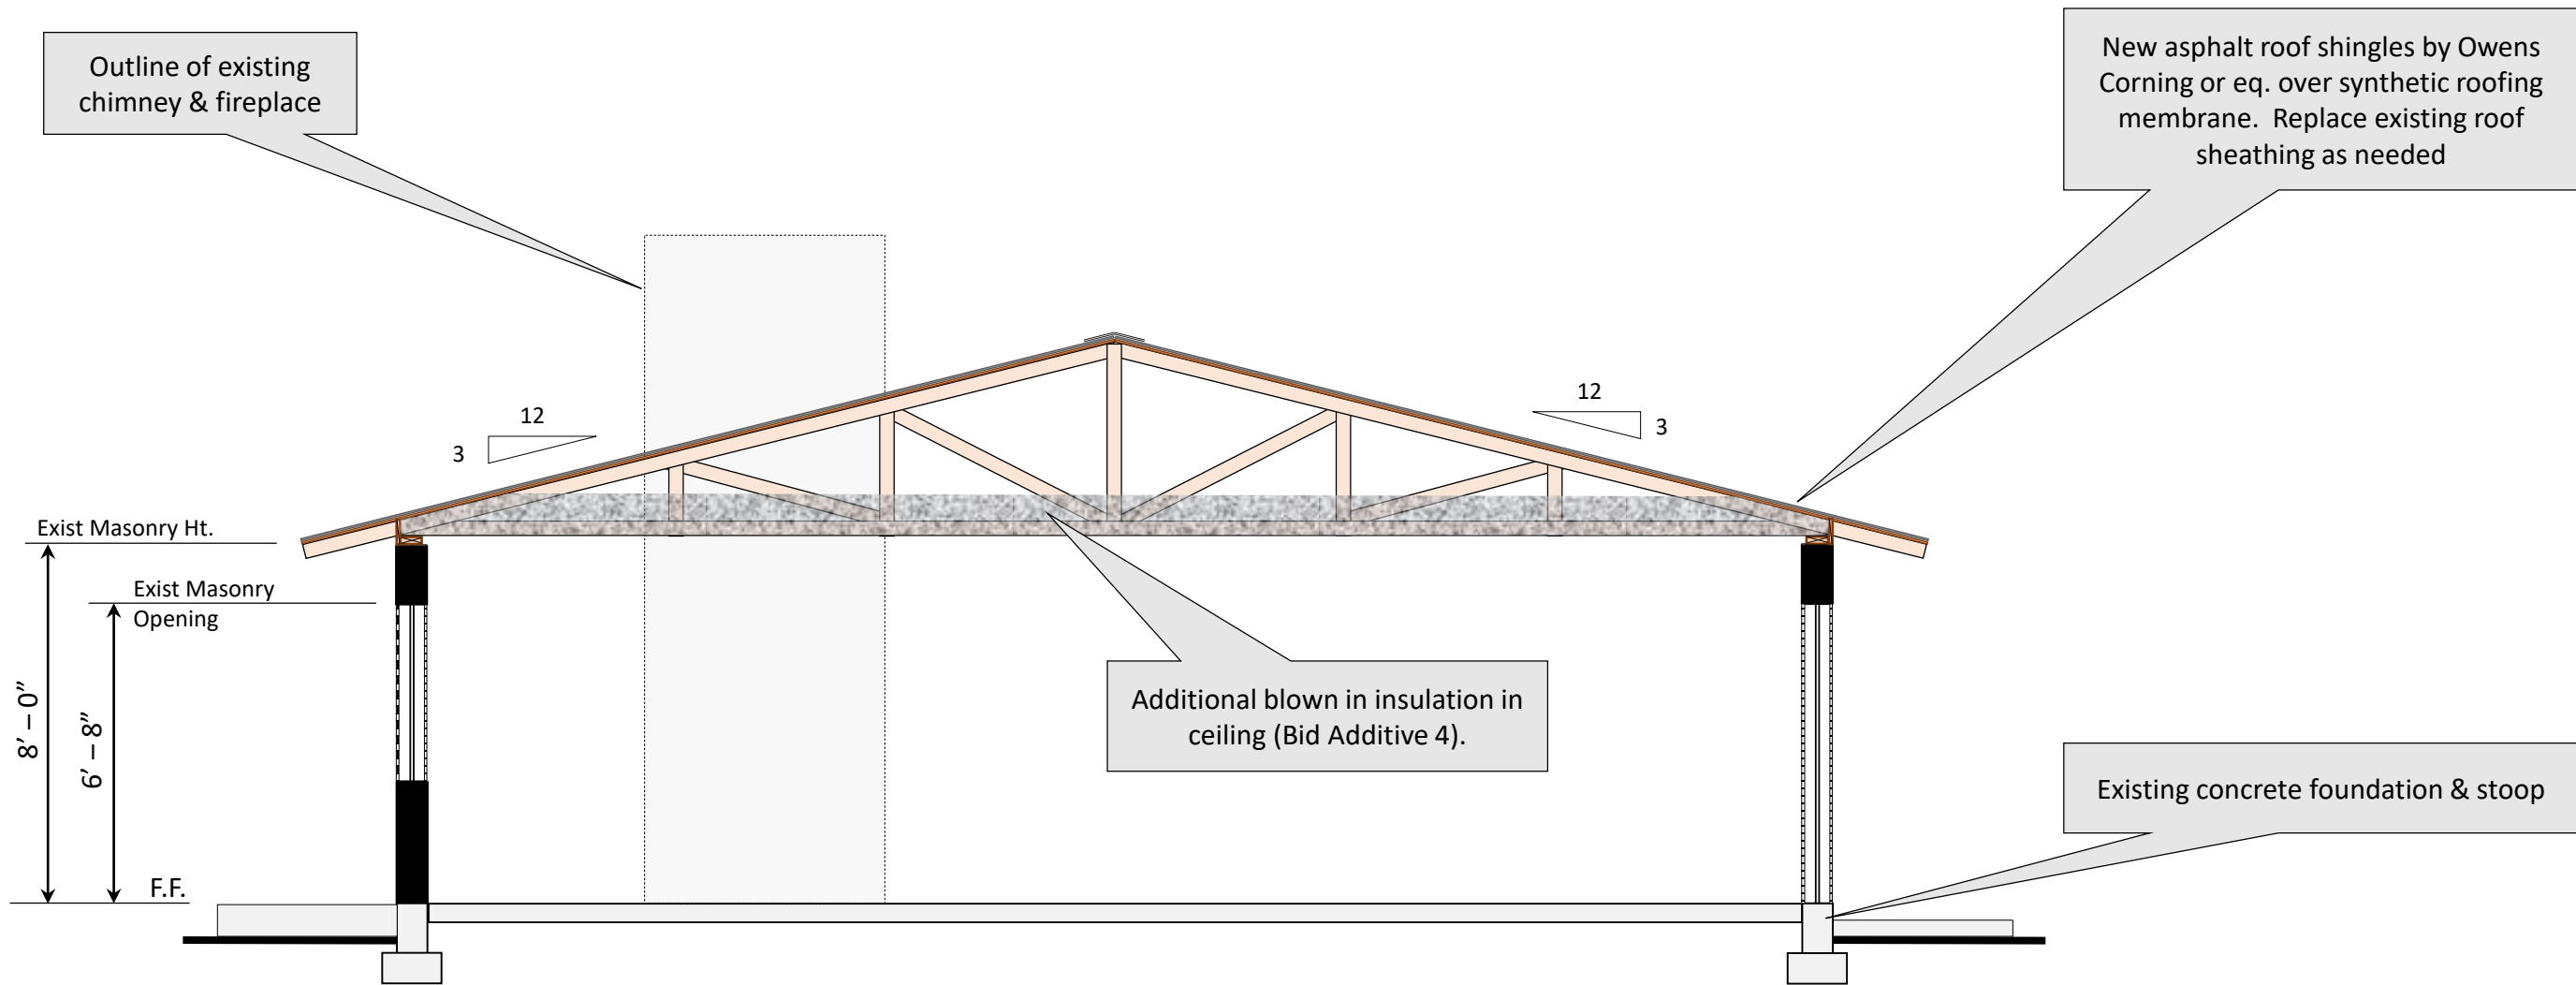 Outline of existing
chimney & fireplace
New asphalt roof shingles by Owens
Corning or eq. over synthetic roofing
membrane.  Replace existing roof
sheathing as needed
12
3
12
3
Exist Masonry Ht.
Exist Masonry
Opening
8’ – 0”
6’ – 8”
F.F.
Additional blown in insulation in
ceiling (Bid Additive 4).
Existing concrete foundation & stoop